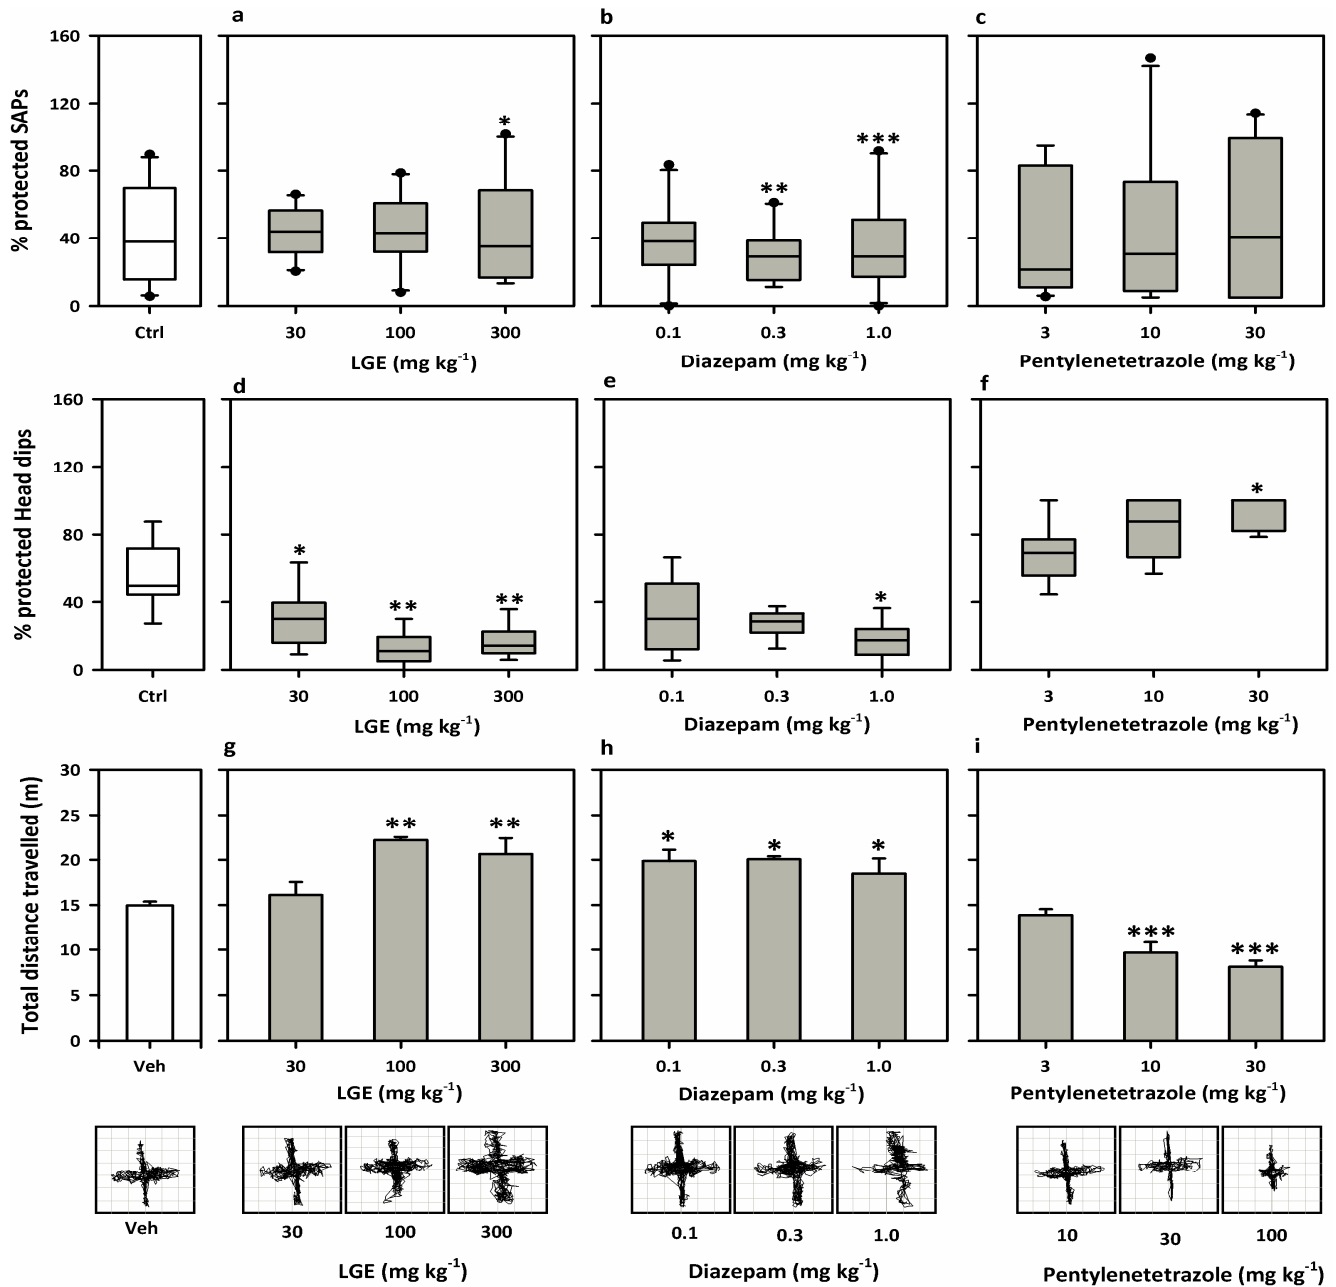 a b c
% protected SAPs
160
120
80
40
0
* ** *** 
Ctrl 30 100 300 0.1 0.3 1.0 3 10 30
LGE (mg kg-1) Diazepam (mg kg-1) Pentylenetetrazole (mg kg-1)
d e f
% protected Head dips
160
120
80
40
0
* ** ** * *
Ctrl 30 100 300 0.1 0.3 1.0 3 10 30
LGE (mg kg-1) Diazepam (mg kg-1) Pentylenetetrazole (mg kg-1)
g h i
Total distance travelled (m)
30
25
20
15
10
5
0
** ** * * * *** ***
Veh 30 100 300 0.1 0.3 1.0 3 10 30
LGE (mg kg-1) Diazepam (mg kg-1) Pentylenetetrazole (mg kg-1)
Veh 30 100 300 0.1 0.3 1.0 10 30 100
LGE (mg kg-1) Diazepam (mg kg-1) Pentylenetetrazole (mg kg-1)